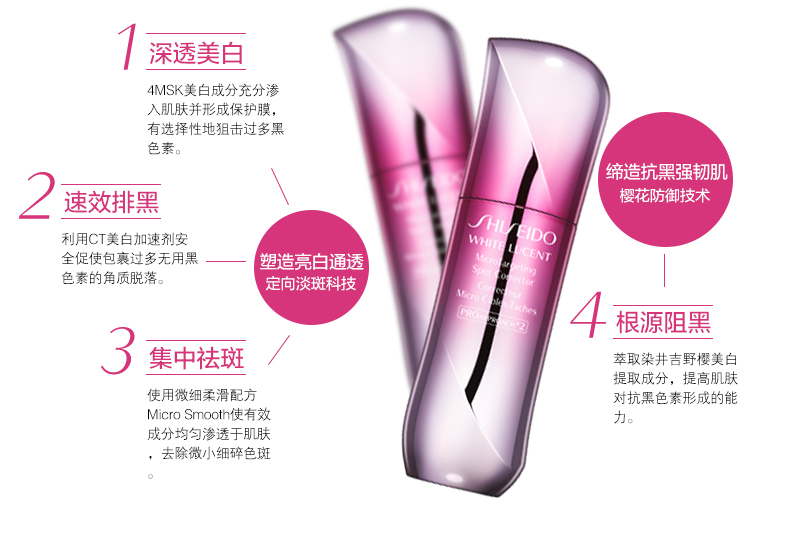 1 深透美白
4MSK美白成分充分渗
入肌肤并形成保护膜，
有选择性地狙击过多黑
色素。
2 速效排黑
利用CT美白加速剂安
全促使包裹过多无用黑
色素的角质脱落。
塑造亮白通透
定向淡斑科技
3 集中祛斑
使用微细柔滑配方
Micro Smooth使有效
成分均匀渗透于肌肤
，去除微小细碎色斑
。
SHISEIDO
WHITE LUCENT
MicroTargeting
Spot Corrector
Correcteur
Micro Cibles Taches
缔造抗黑强韧肌
樱花防御技术
4 根源阻黑
萃取染井吉野樱美白
提取成分，提高肌肤
对抗黑色素形成的能
力。